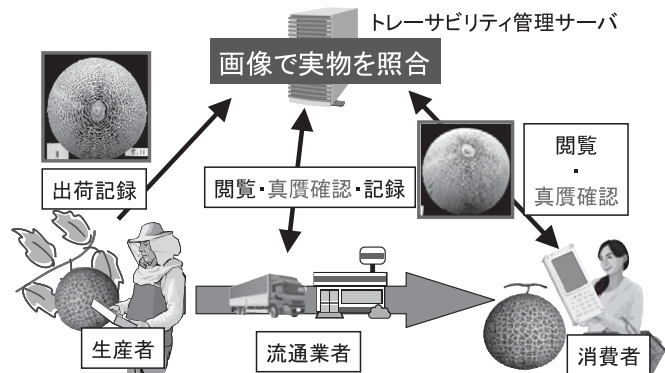 トレーサビリティ管理サーバ
画像で実物を照合
出荷記録
閲覧・真贋確認・記録
閲覧
・
真贋確認
生産者
流通業者
消費者